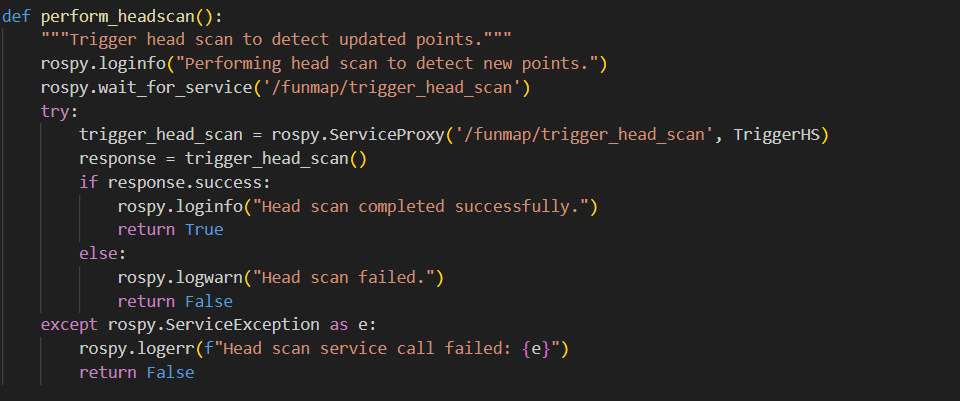 def perform_headscan():
    """Trigger head scan to detect updated points."""
    rospy.loginfo("Performing head scan to detect new points.")
    rospy.wait_for_service('/funmap/trigger_head_scan')
    try:
        trigger_head_scan = rospy.ServiceProxy('/funmap/trigger_head_scan', TriggerHS)
        response = trigger_head_scan()
        if response.success:
            rospy.loginfo("Head scan completed successfully.")
            return True
        else:
            rospy.logwarn("Head scan failed.")
            return False
    except rospy.ServiceException as e:
        rospy.logerr(f"Head scan service call failed: {e}")
        return False